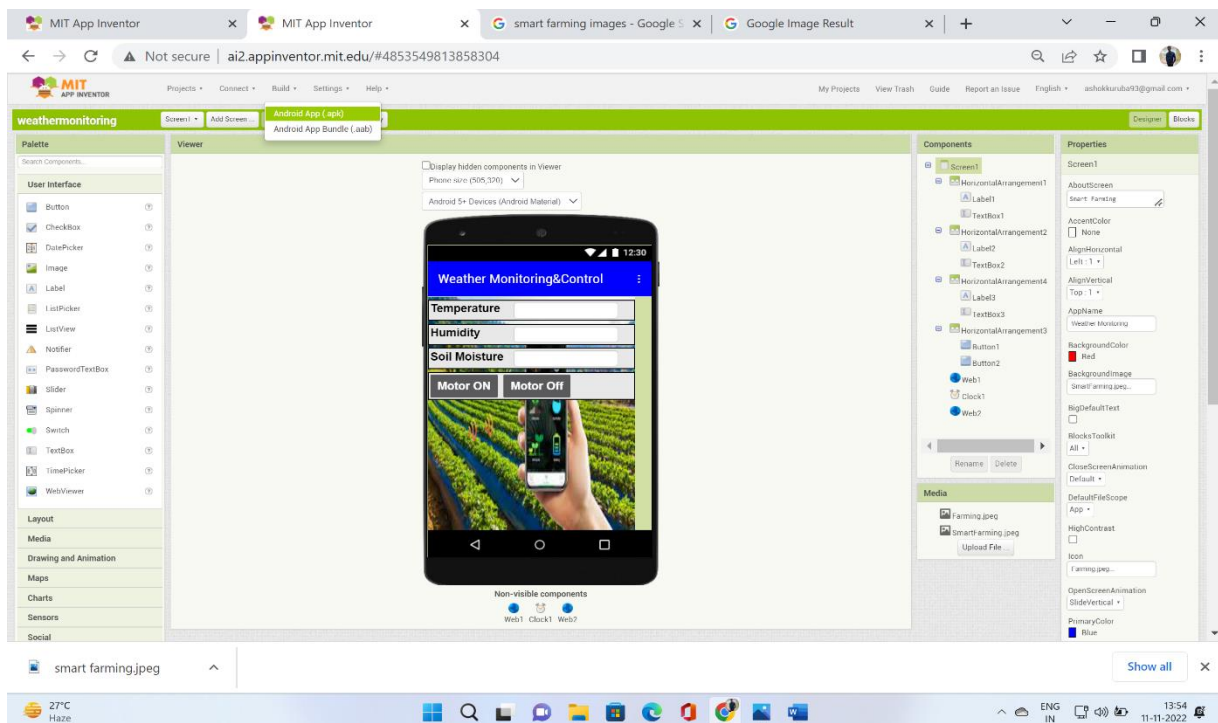 MIT App Inventor
MIT App Inventor
smart farming images - Google S
Google Image Result
Not secure ai2.appinventor.mit.edu/#4853549813858304
MIT
APP INVENTOR
Projects Connect Build Settings Help
My Projects View Trash Guide Report an Issue English ashokkuruba93@gmail.com
weathermonitoring
Screen1 Add Screen ...
Android App (.apk)
Android App Bundle (.aab)
Designer Blocks
Palette
Search Components...
User Interface
Button
CheckBox
DatePicker
Image
Label
ListPicker
ListView
Notifier
PasswordTextBox
Slider
Spinner
Switch
TextBox
TimePicker
WebViewer
Layout
Media
Drawing and Animation
Maps
Charts
Sensors
Social
Viewer
Display hidden components in Viewer
Phone size (505,320)
Android 5+ Devices (Android Material)
12:30
Weather Monitoring&Control
Temperature
Humidity
Soil Moisture
Motor ON Motor Off
Non-visible components
Web1 Clock1 Web2
Components
Screen1
HorizontalArrangement1
Label1
TextBox1
HorizontalArrangement2
Label2
TextBox2
HorizontalArrangement4
Label3
TextBox3
HorizontalArrangement3
Button1
Button2
Web1
Clock1
Web2
Rename Delete
Media
Farming.jpeg
SmartFarming.jpeg
Upload File ...
Properties
Screen1
AboutScreen
Smart Farming
AccentColor
None
AlignHorizontal
Left : 1
AlignVertical
Top : 1
AppName
Weather Monitoring
BackgroundColor
Red
BackgroundImage
SmartFarming.jpeg...
BigDefaultText
BlocksToolkit
All
CloseScreenAnimation
Default
DefaultFileScope
App
HighContrast
Icon
Farming.jpeg...
OpenScreenAnimation
SlideVertical
PrimaryColor
Blue
smart farming.jpeg
Show all
27°C
Haze
ENG
IN
13:54
11-11-2022